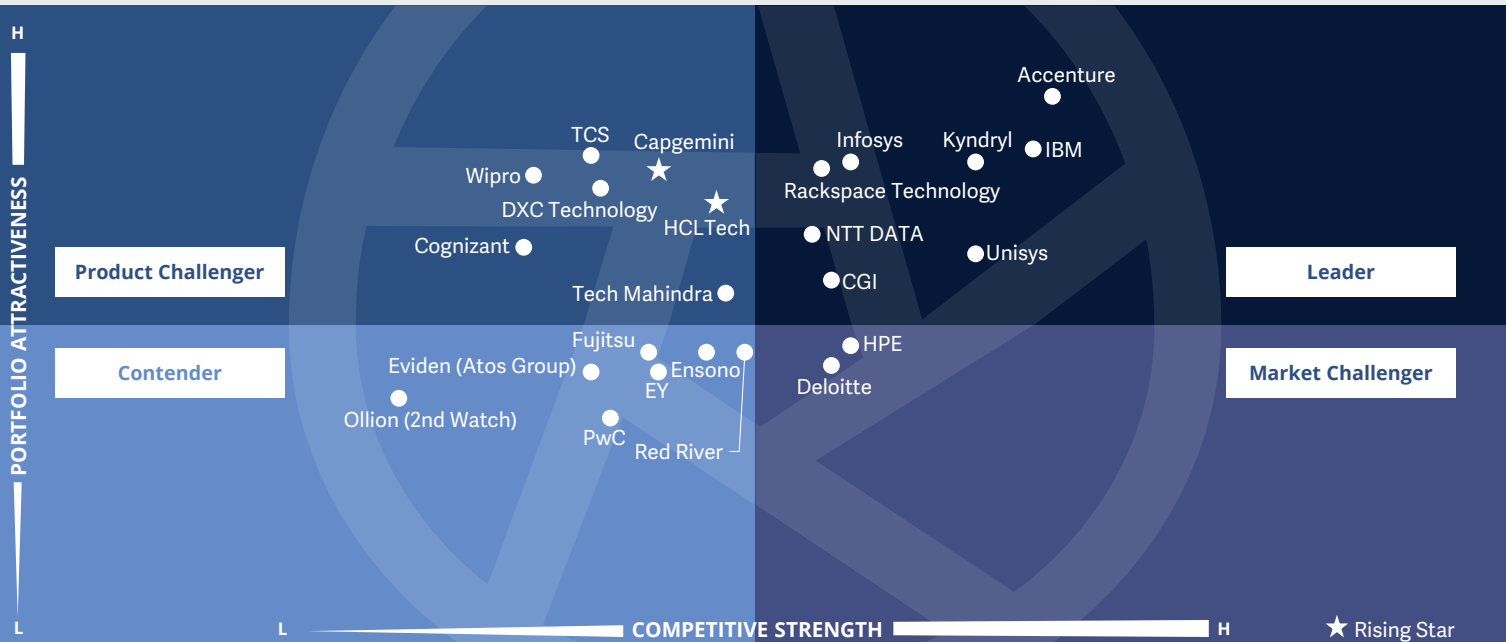 H
Accenture
TCS
Capgemini
Infosys
Kyndryl
IBM
Wipro
Rackspace Technology
DXC Technology
HCLTech
NTT DATA
Cognizant
Unisys
Product Challenger
Leader
CGI
Tech Mahindra
PORTFOLIO ATTRACTIVENESS
Fujitsu
HPE
Eviden (Atos Group)
Ensono
Contender
Market Challenger
EY
Deloitte
Ollion (2nd Watch)
PwC
Red River
L
L
COMPETITIVE STRENGTH
H
Rising Star